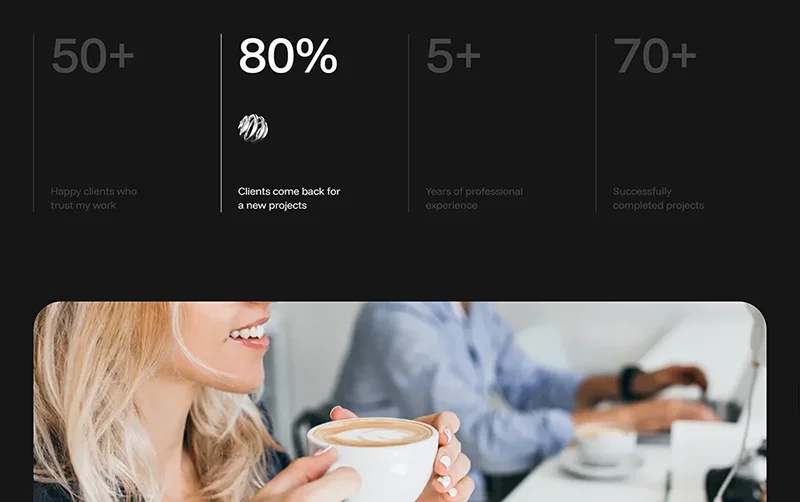 50+
80%
5+
70+
Happy clients who
trust my work
Clients come back for
a new projects
Years of professional
experience
Successfully
completed projects